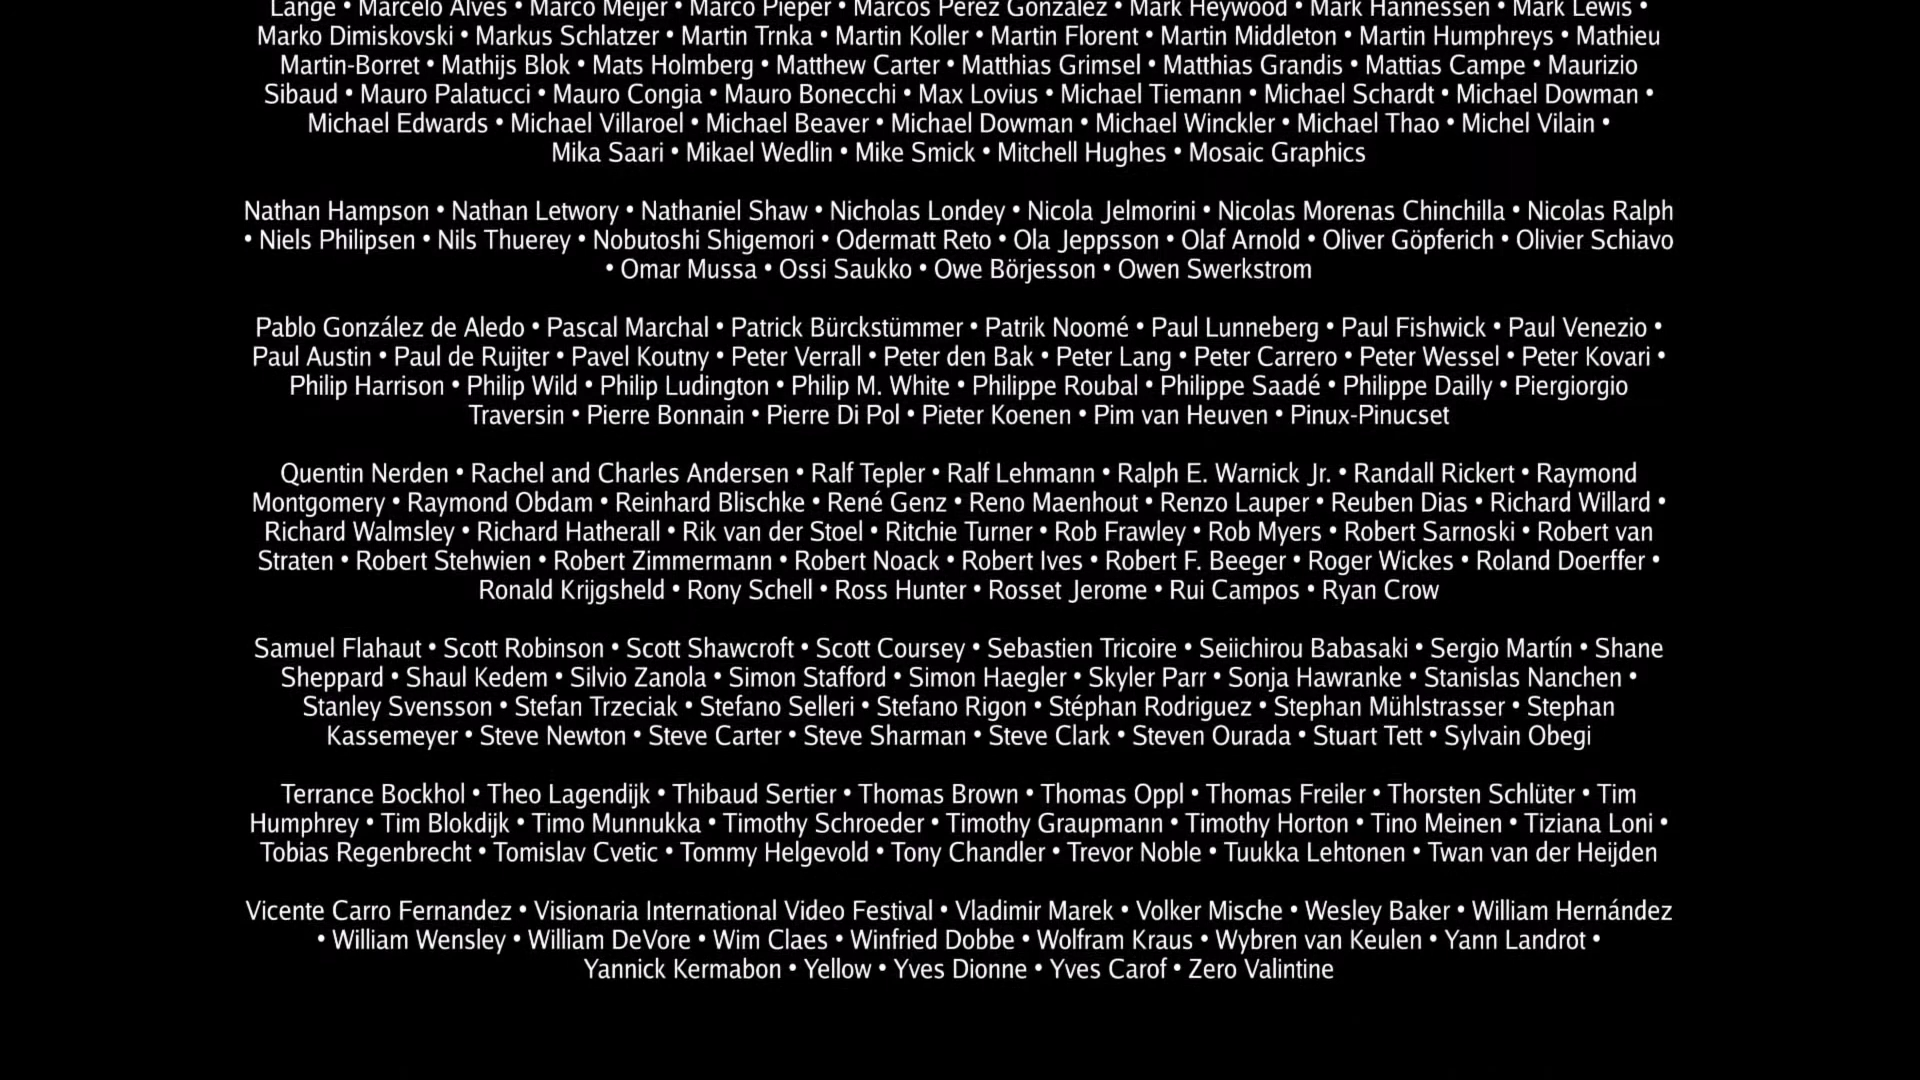 Lange • Marcelo Alves • Marco Meijer • Marco Pieper • Marcos Perez Gonzalez • Mark Heywood • Mark Hannessen • Mark Lewis •
Marko Dimiskovski • Markus Schlatzer • Martin Trnka • Martin Koller • Martin Florent • Martin Middleton • Martin Humphreys • Mathieu
Martin-Borret • Mathijs Blok • Mats Holmberg • Matthew Carter • Matthias Grimsel • Matthias Grandis • Mattias Campe • Maurizio
Sibaud • Mauro Palatucci • Mauro Congia • Mauro Bonecchi • Max Lovius • Michael Tiemann • Michael Schardt • Michael Dowman •
Michael Edwards • Michael Villaroel • Michael Beaver • Michael Dowman • Michael Winckler • Michael Thao • Michel Vilain •
Mika Saari • Mikael Wedlin • Mike Smick • Mitchell Hughes • Mosaic Graphics
Nathan Hampson • Nathan Letwory • Nathaniel Shaw • Nicholas Londey • Nicola Jelmorini • Nicolas Morenas Chinchilla • Nicolas Ralph
• Niels Philipsen • Nils Thuerey • Nobutoshi Shigemori • Odermatt Reto • Ola Jeppsson • Olaf Arnold • Oliver Göpferich • Olivier Schiavo
• Omar Mussa • Ossi Saukko • Owe Börjesson • Owen Swerkstrom
Pablo González de Aledo • Pascal Marchal • Patrick Bürckstümmer • Patrik Noomé • Paul Lunneberg • Paul Fishwick • Paul Venezio •
Paul Austin • Paul de Ruijter • Pavel Koutny • Peter Verrall • Peter den Bak • Peter Lang • Peter Carrero • Peter Wessel • Peter Kovari •
Philip Harrison • Philip Wild • Philip Ludington • Philip M. White • Philippe Roubal • Philippe Saadé • Philippe Dailly • Piergiorgio
Traversin • Pierre Bonnain • Pierre Di Pol • Pieter Koenen • Pim van Heuven • Pinux-Pinucset
Quentin Nerden • Rachel and Charles Andersen • Ralf Tepler • Ralf Lehmann • Ralph E. Warnick Jr. • Randall Rickert • Raymond
Montgomery • Raymond Obdam • Reinhard Blischke • René Genz • Reno Maenhout • Renzo Lauper • Reuben Dias • Richard Willard •
Richard Walmsley • Richard Hatherall • Rik van der Stoel • Ritchie Turner • Rob Frawley • Rob Myers • Robert Sarnoski • Robert van
Straten • Robert Stehwien • Robert Zimmermann • Robert Noack • Robert Ives • Robert F. Beeger • Roger Wickes • Roland Doerffer •
Ronald Krijgsheld • Rony Schell • Ross Hunter • Rosset Jerome • Rui Campos • Ryan Crow
Samuel Flahaut • Scott Robinson • Scott Shawcroft • Scott Coursey • Sebastien Tricoire • Seiichirou Babasaki • Sergio Martín • Shane
Sheppard • Shaul Kedem • Silvio Zanola • Simon Stafford • Simon Haegler • Skyler Parr • Sonja Hawranke • Stanislas Nanchen •
Stanley Svensson • Stefan Trzeciak • Stefano Selleri • Stefano Rigon • Stéphan Rodriguez • Stephan Mühlstrasser • Stephan
Kassemeyer • Steve Newton • Steve Carter • Steve Sharman • Steve Clark • Steven Ourada • Stuart Tett • Sylvain Obegi
Terrance Bockhol • Theo Lagendijk • Thibaud Sertier • Thomas Brown • Thomas Oppl • Thomas Freiler • Thorsten Schlüter • Tim
Humphrey • Tim Blokdijk • Timo Munnukka • Timothy Schroeder • Timothy Graupmann • Timothy Horton • Tino Meinen • Tiziana Loni •
Tobias Regenbrecht • Tomislav Cvetic • Tommy Helgevold • Tony Chandler • Trevor Noble • Tuukka Lehtonen • Twan van der Heijden
Vicente Carro Fernandez • Visionaria International Video Festival • Vladimir Marek • Volker Mische • Wesley Baker • William Hernández
• William Wensley • William DeVore • Wim Claes • Winfried Dobbe • Wolfram Kraus • Wybren van Keulen • Yann Landrot •
Yannick Kermabon • Yellow • Yves Dionne • Yves Carof • Zero Valintine